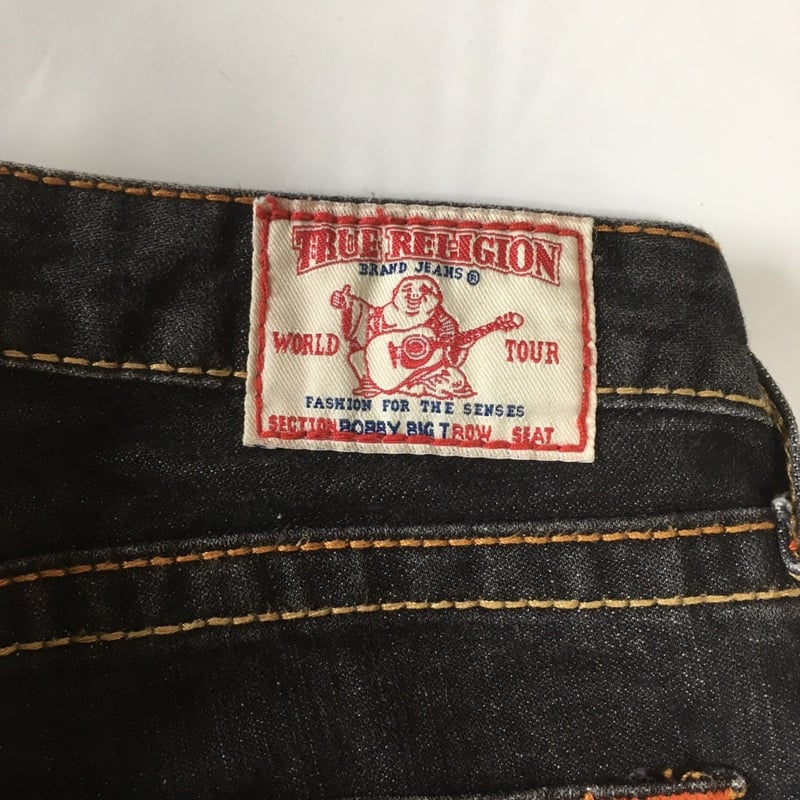 TRUE RELIGION
BRAND JEANS ®
WORLD TOUR
FASHION FOR THE SENSES
SECTION BOBBY BIG T ROW SEAT